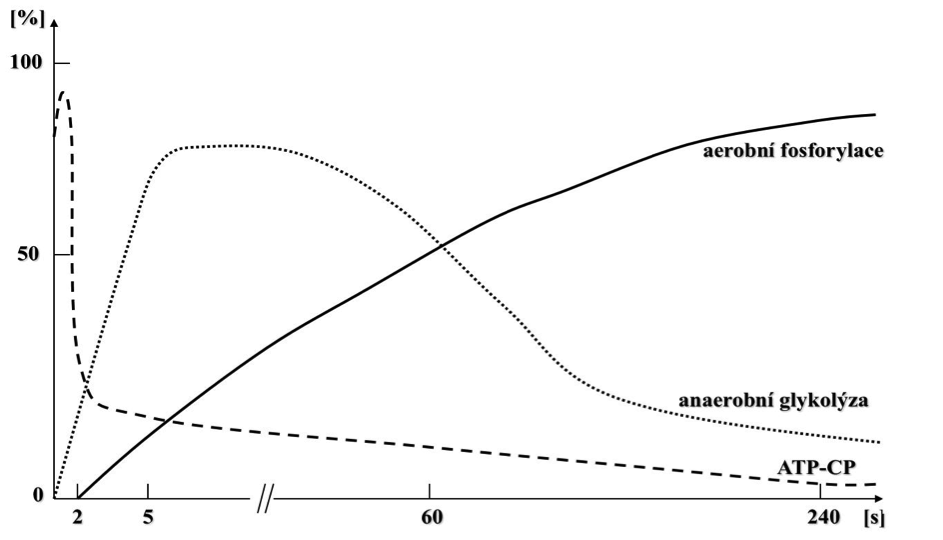 [%]
100
aerobní fosforylace
50
anaerobní glykolýza
ATP-CP
0
2 5 60 240 [s]